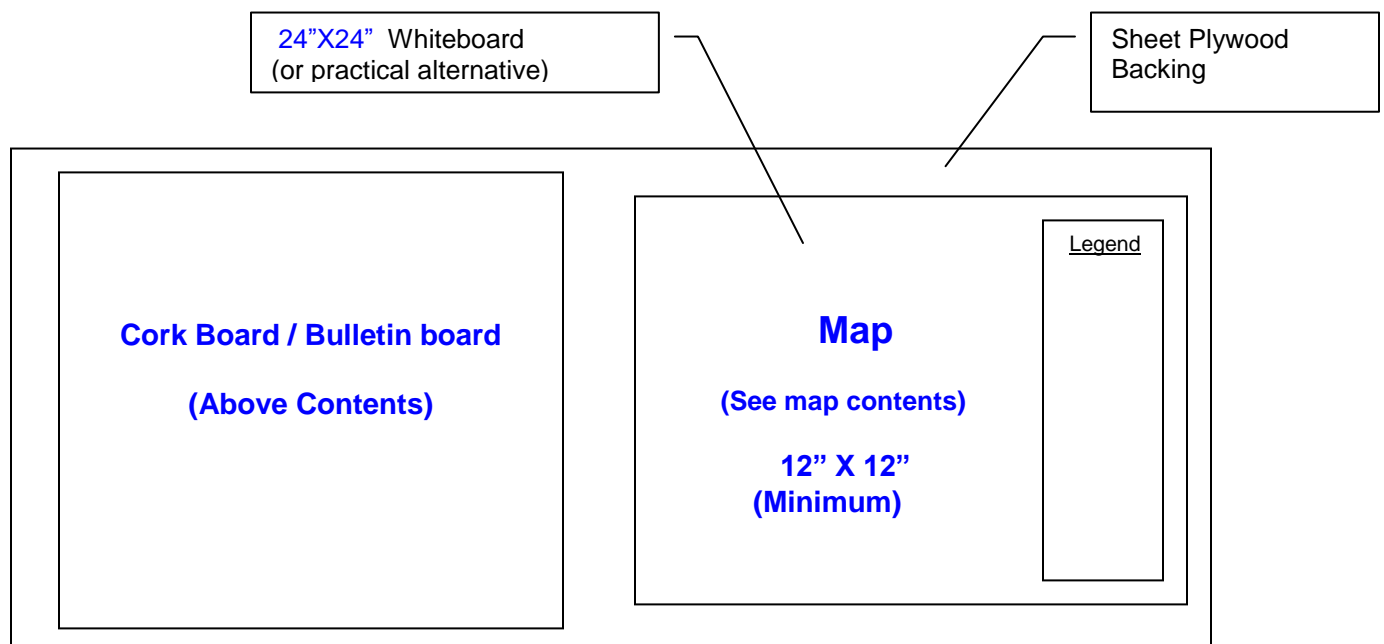 24”X24” Whiteboard
(or practical alternative)
Sheet Plywood
Backing
Legend
Cork Board / Bulletin board
(Above Contents)
Map
(See map contents)
12” X 12”
(Minimum)